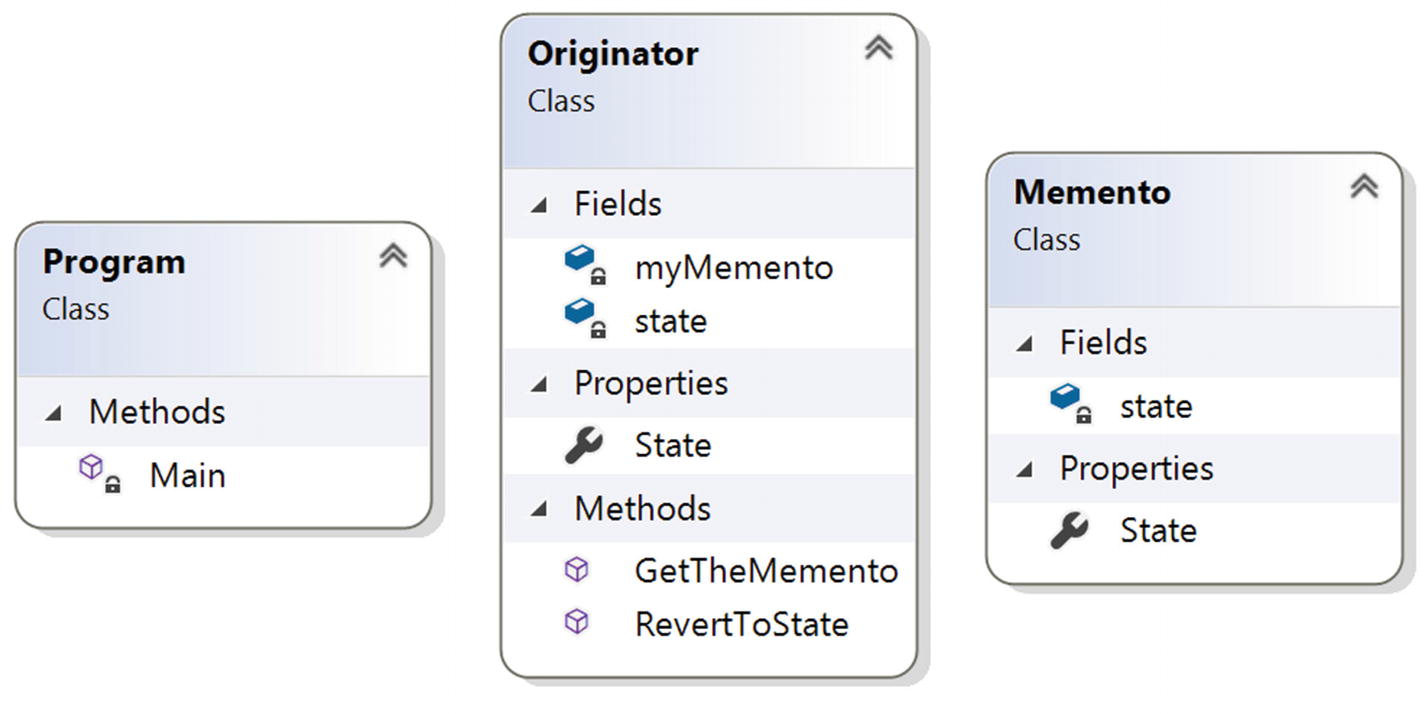 Program
Class
Methods
Main
Originator
Class
Fields
myMemento
state
Properties
State
Methods
GetTheMemento
RevertToState
Memento
Class
Fields
state
Properties
State